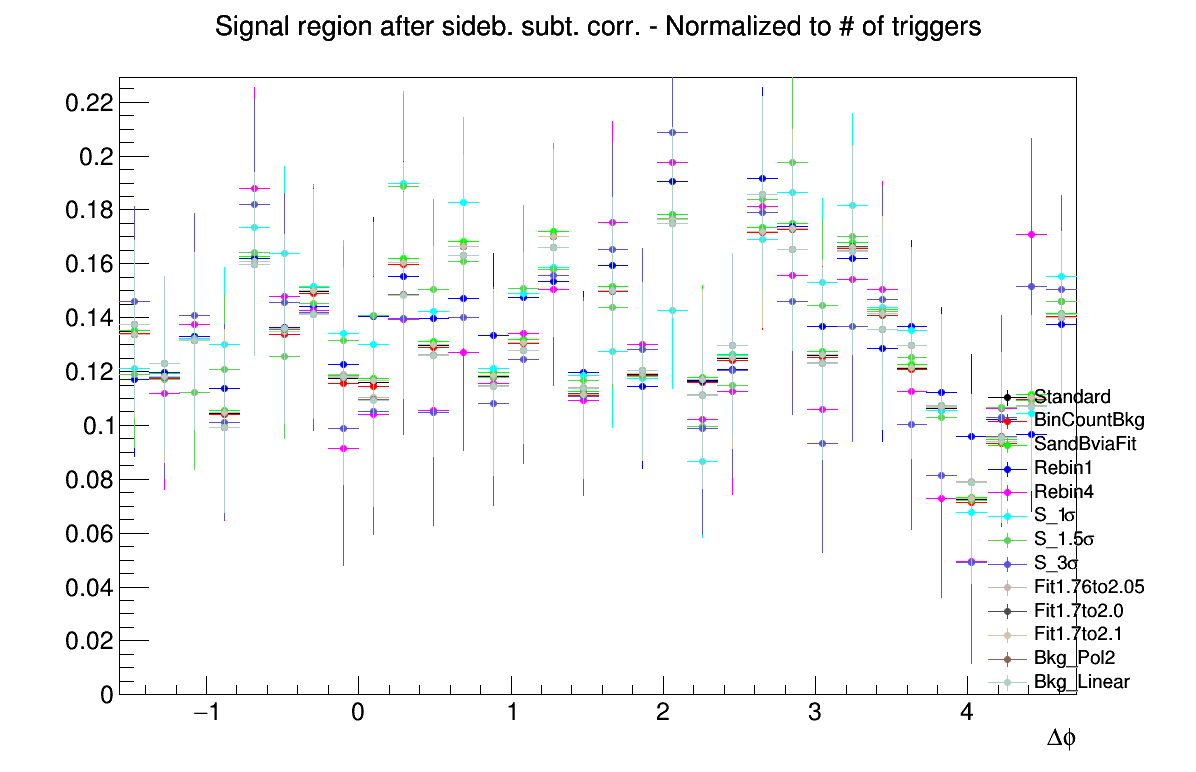 Signal region after sideb. subt. corr. - Normalized to # of triggers
0.22
0.2
0.18
0.16
0.14
0.12
0.1
0.08
0.06
0.04
0.02
0
−1 0 1 2 3 4
Δϕ
Standard
BinCountBkg
SandBviaFit
Rebin1
Rebin4
S_1σ
S_1.5σ
S_3σ
Fit1.76to2.05
Fit1.7to2.0
Fit1.7to2.1
Bkg_Pol2
Bkg_Linear